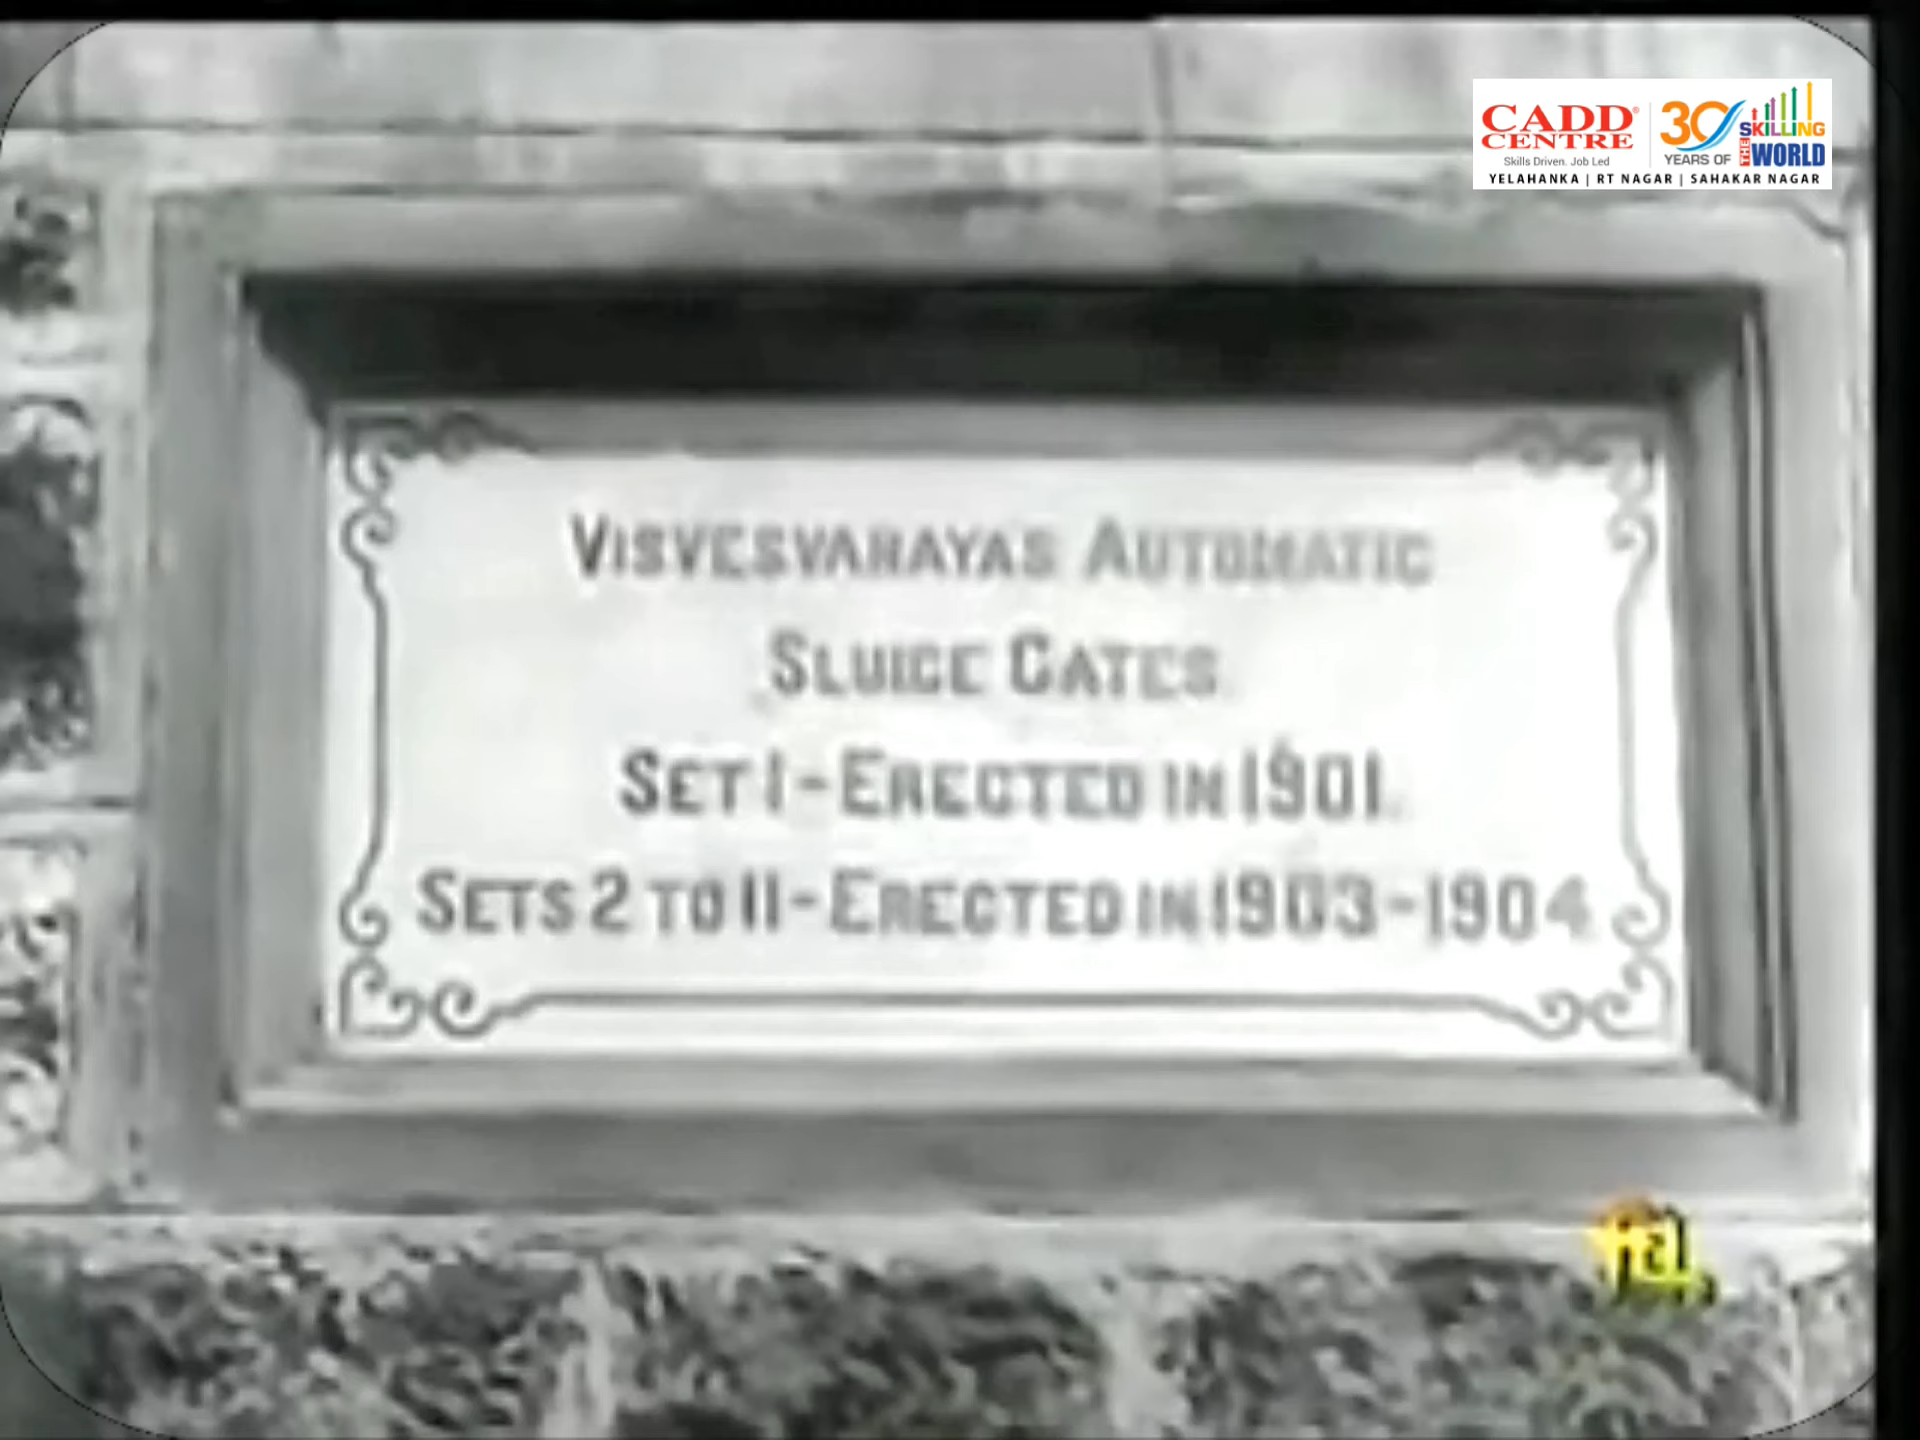 CADD CENTRE
Skills Driven. Job Led
30 YEARS OF SKILLING THE WORLD
YELAHANKA | RT NAGAR | SAHAKAR NAGAR
VISVESVARAYAS AUTOMATIC
SLUICE GATES
SET 1 - ERECTED IN 1901.
SETS 2 TO 11 - ERECTED IN 1903-1904